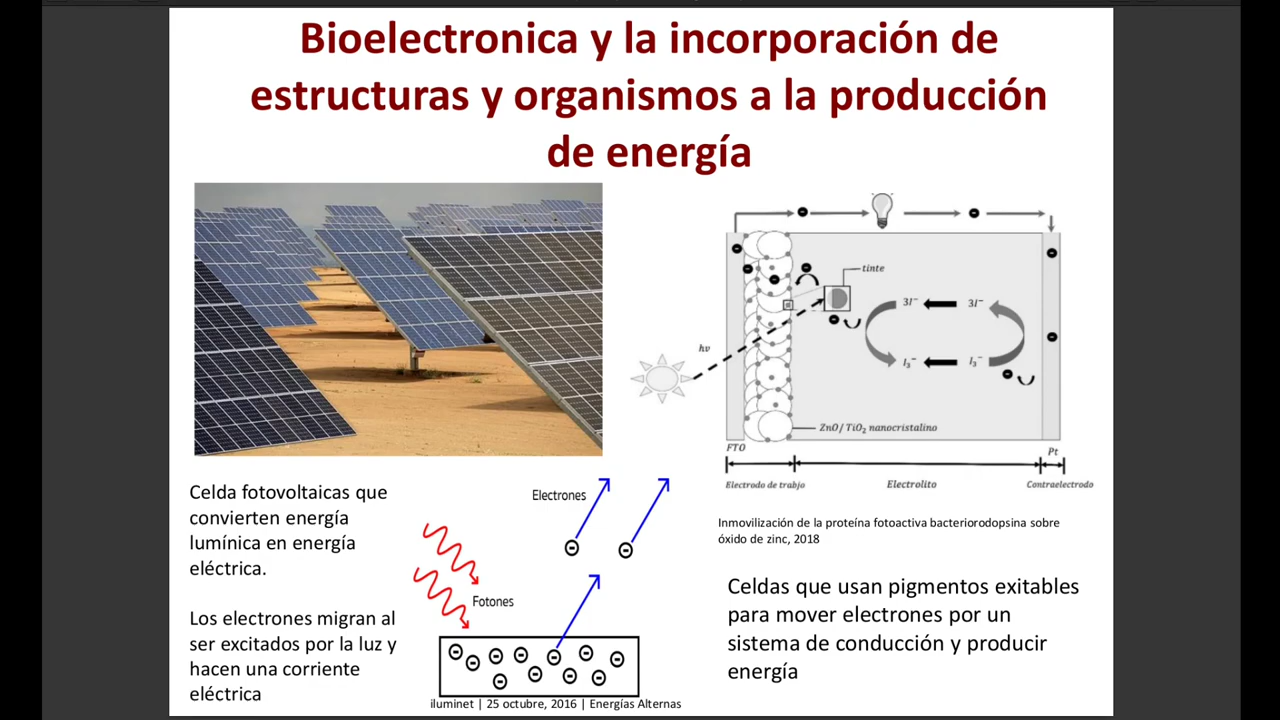 Bioelectronica y la incorporación de
estructuras y organismos a la producción
de energía
tinte
3I⁻
3I⁻
hν
I₃⁻
I₃⁻
ZnO/TiO₂ nanocristalino
FTO
Pt
Electrodo de trabjo
Electrolito
Contraelectrodo
Inmovilización de la proteína fotoactiva bacteriorodopsina sobre
óxido de zinc, 2018
Celda fotovoltaicas que
convierten energía
lumínica en energía
eléctrica.
Los electrones migran al
ser excitados por la luz y
hacen una corriente
eléctrica
Electrones
Fotones
iluminet | 25 octubre, 2016 | Energías Alternas
Celdas que usan pigmentos exitables
para mover electrones por un
sistema de conducción y producir
energía